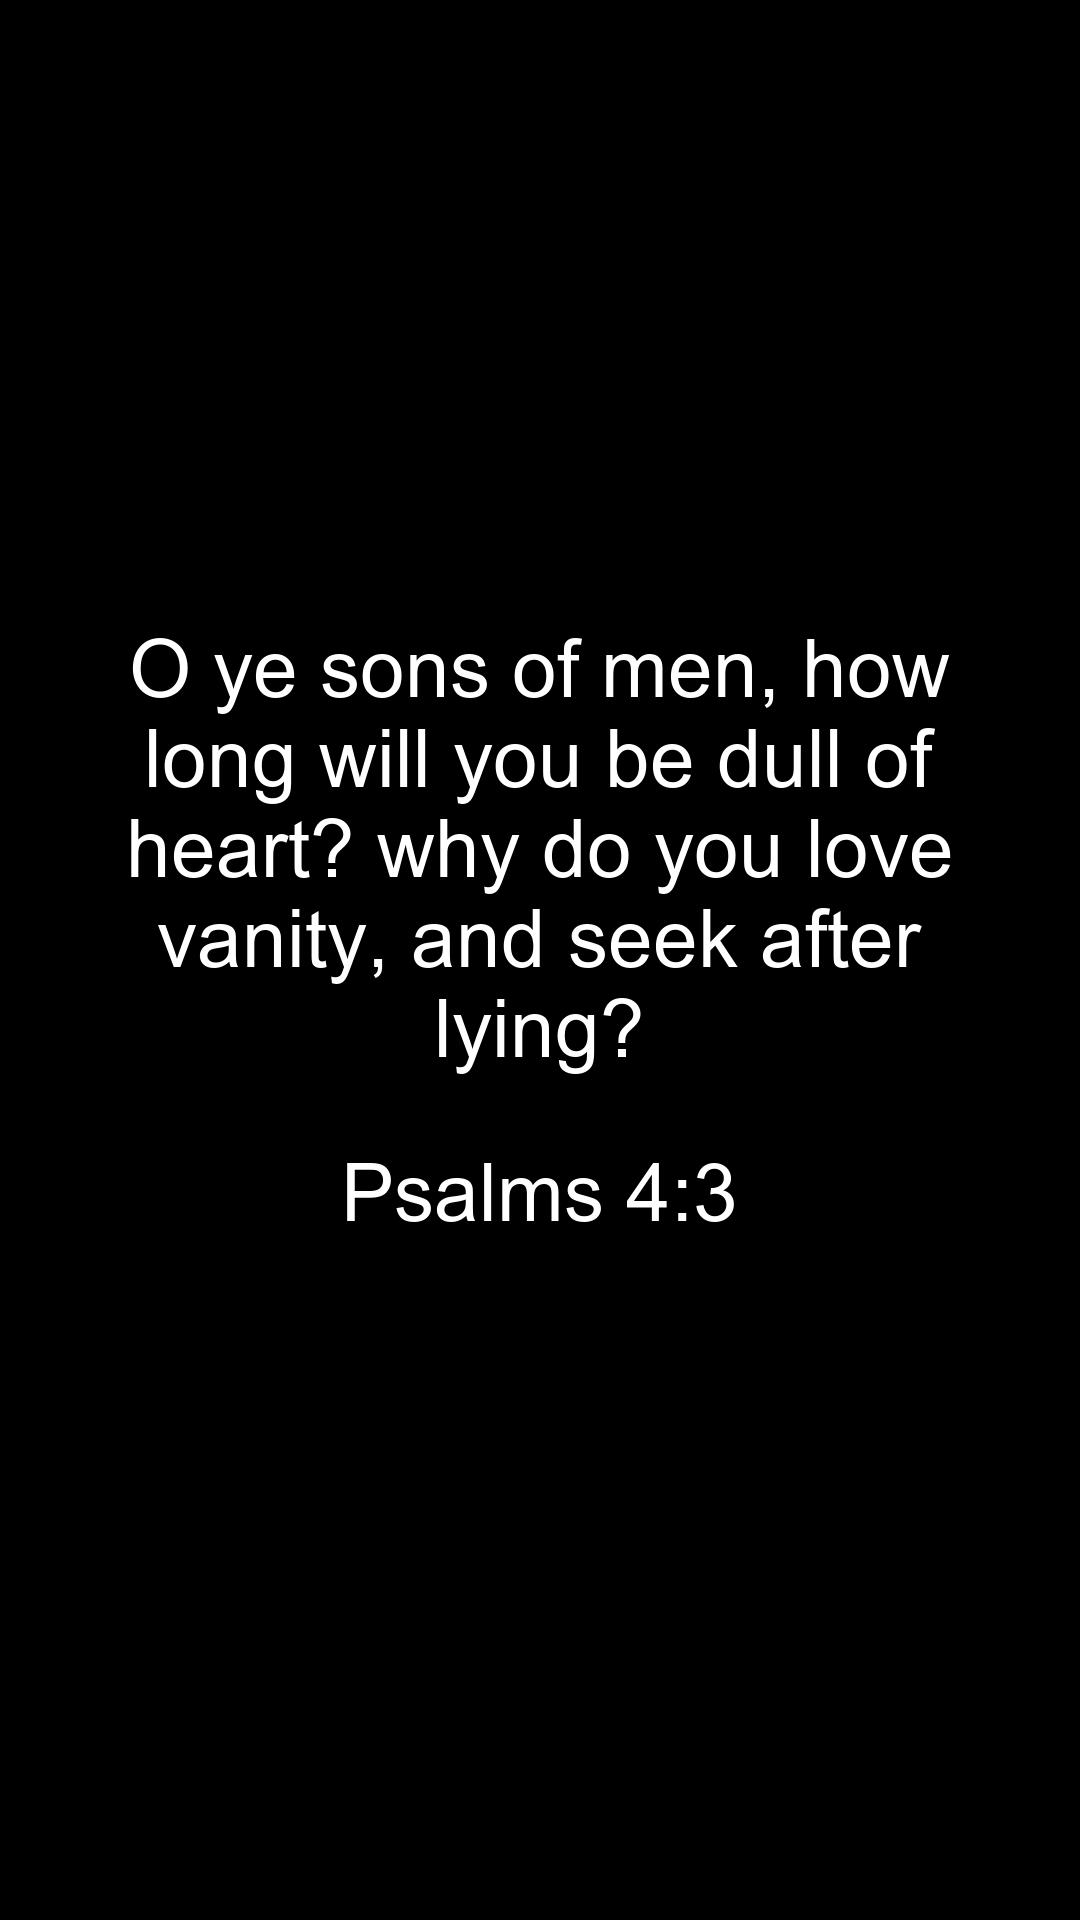 O ye sons of men, how
long will you be dull of
heart? why do you love
vanity, and seek after
lying?
Psalms 4:3